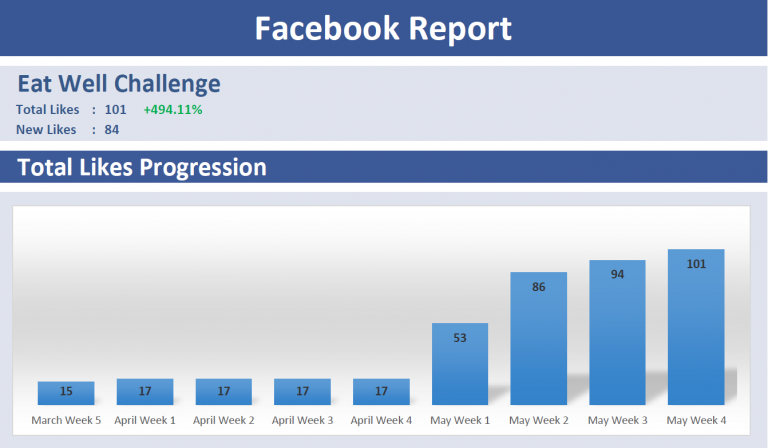 Facebook Report
Eat Well Challenge
Total Likes : 101 +494.11%
New Likes : 84
Total Likes Progression
101
94
86
53
15 17 17 17 17
March Week 5 April Week 1 April Week 2 April Week 3 April Week 4 May Week 1 May Week 2 May Week 3 May Week 4